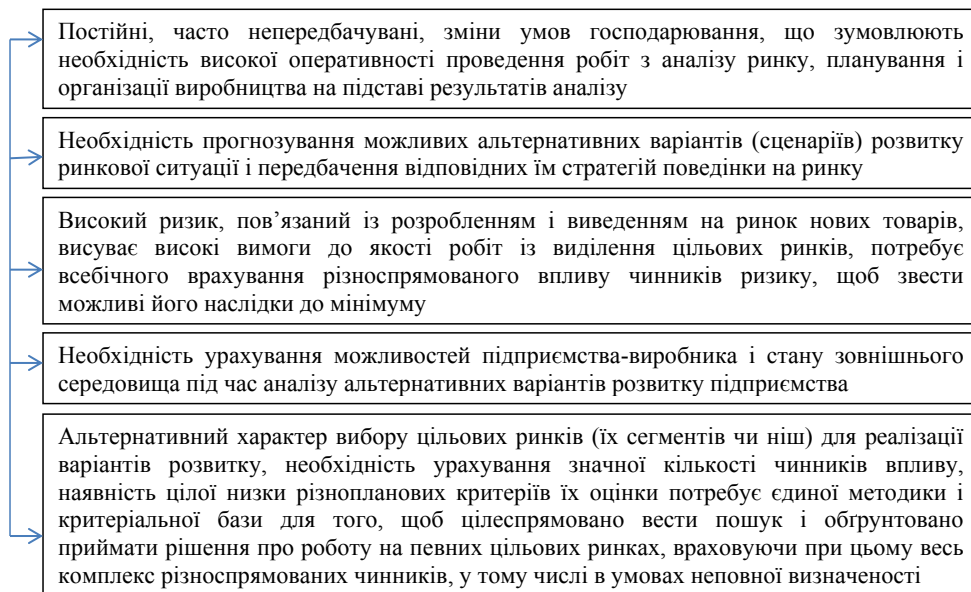 Постійні, часто непередбачувані, зміни умов господарювання, що зумовлюють
необхідність високої оперативності проведення робіт з аналізу ринку, планування і
організації виробництва на підставі результатів аналізу
Необхідність прогнозування можливих альтернативних варіантів (сценаріїв) розвитку
ринкової ситуації і передбачення відповідних їм стратегій поведінки на ринку
Високий ризик, пов’язаний із розробленням і виведенням на ринок нових товарів,
висуває високі вимоги до якості робіт із виділення цільових ринків, потребує
всебічного врахування різноспрямованого впливу чинників ризику, щоб звести
можливі його наслідки до мінімуму
Необхідність урахування можливостей підприємства-виробника і стану зовнішнього
середовища під час аналізу альтернативних варіантів розвитку підприємства
Альтернативний характер вибору цільових ринків (їх сегментів чи ніш) для реалізації
варіантів розвитку, необхідність урахування значної кількості чинників впливу,
наявність цілої низки різнопланових критеріїв їх оцінки потребує єдиної методики і
критеріальної бази для того, щоб цілеспрямовано вести пошук і обґрунтовано
приймати рішення про роботу на певних цільових ринках, враховуючи при цьому весь
комплекс різноспрямованих чинників, у тому числі в умовах неповної визначеності